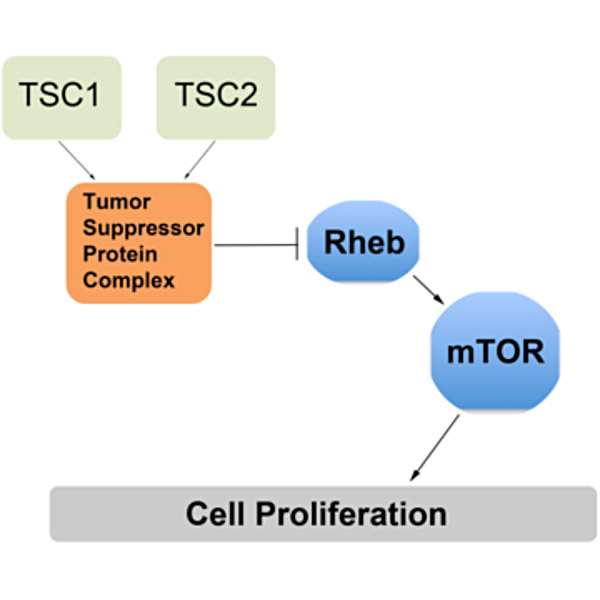 TSC1
TSC2
Tumor
Suppressor
Protein
Complex
Rheb
mTOR
Cell Proliferation